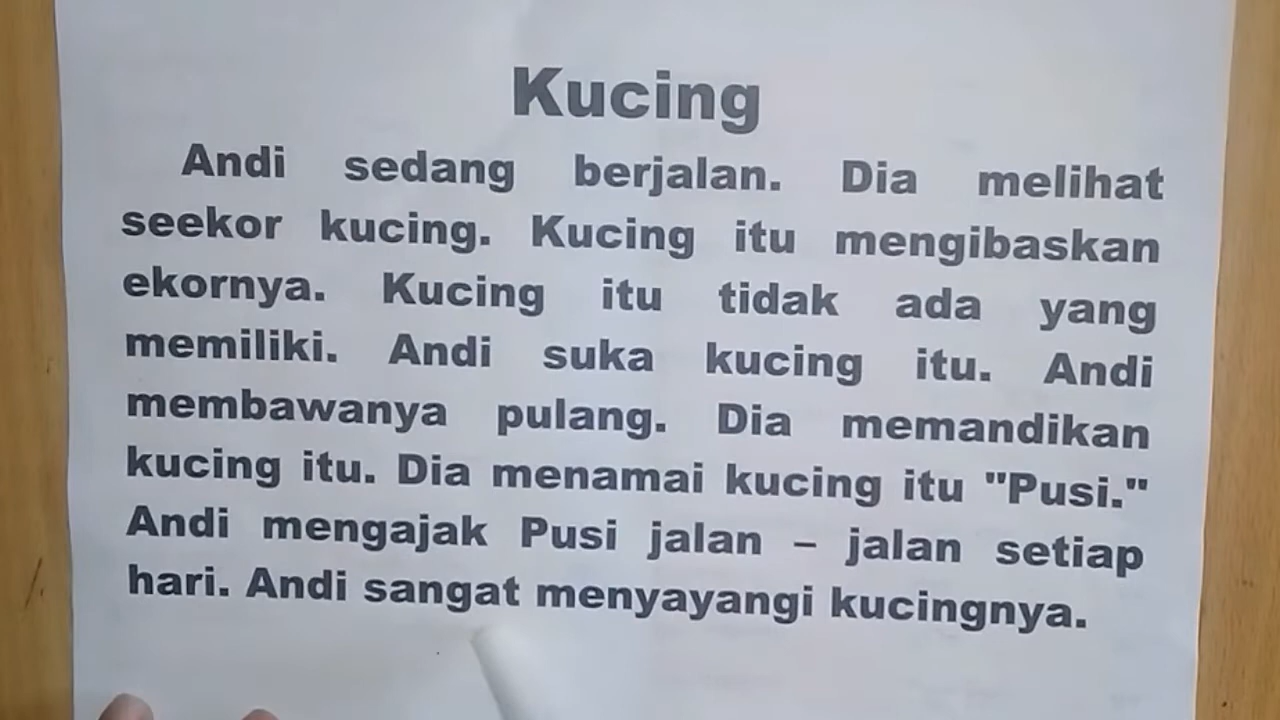 Kucing
Andi sedang berjalan. Dia melihat
seekor kucing. Kucing itu mengibaskan
ekornya. Kucing itu tidak ada yang
memiliki. Andi suka kucing itu. Andi
membawanya pulang. Dia memandikan
kucing itu. Dia menamai kucing itu "Pusi."
Andi mengajak Pusi jalan – jalan setiap
hari. Andi sangat menyayangi kucingnya.